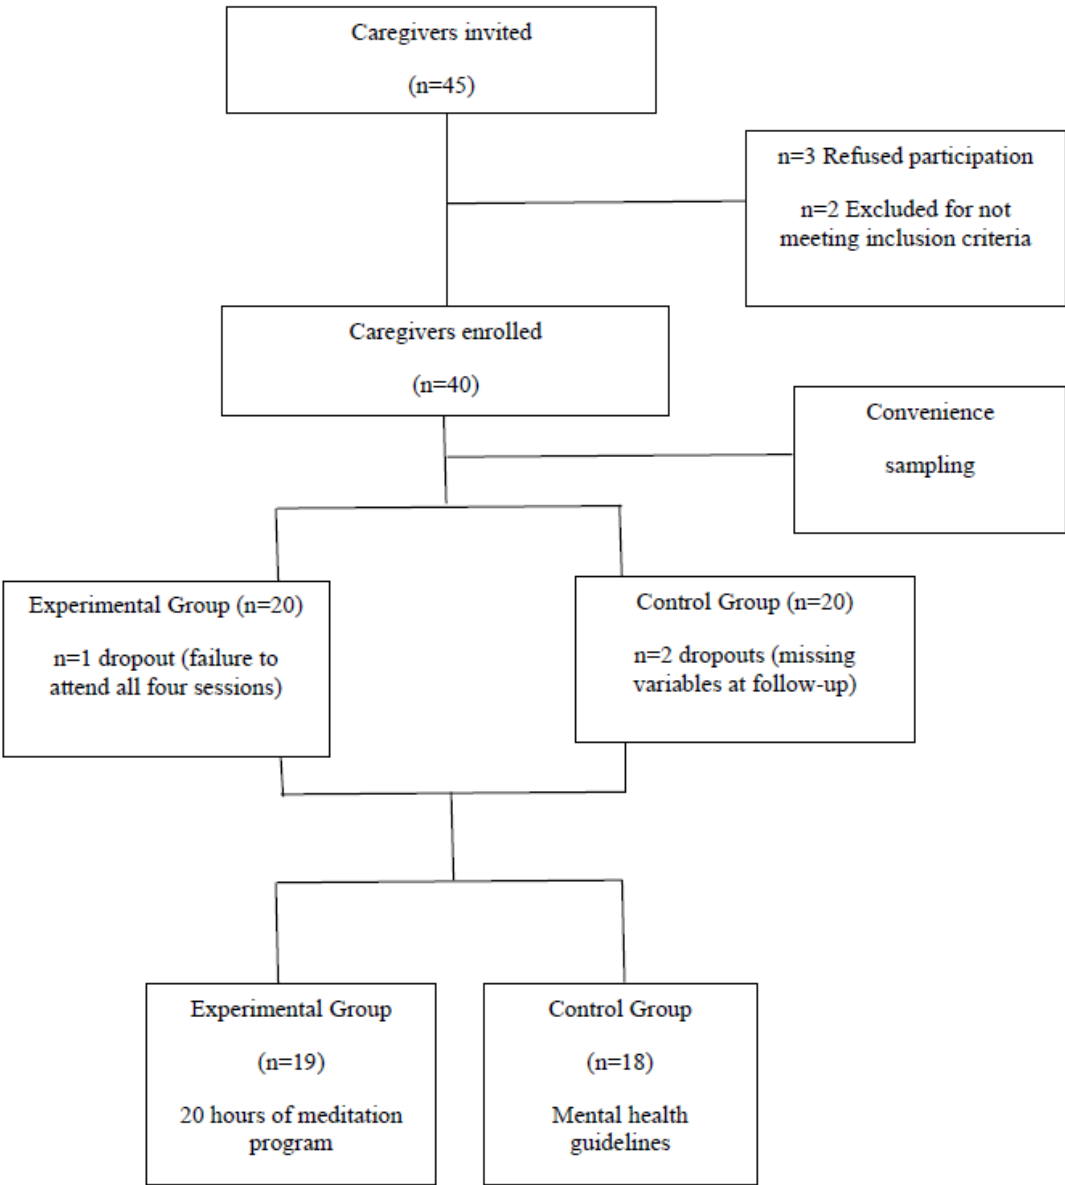 Caregivers invited
(n=45)
n=3 Refused participation
n=2 Excluded for not
meeting inclusion criteria
Caregivers enrolled
(n=40)
Convenience
sampling
Experimental Group (n=20)
n=1 dropout (failure to
attend all four sessions)
Control Group (n=20)
n=2 dropouts (missing
variables at follow-up)
Experimental Group
(n=19)
20 hours of meditation
program
Control Group
(n=18)
Mental health
guidelines